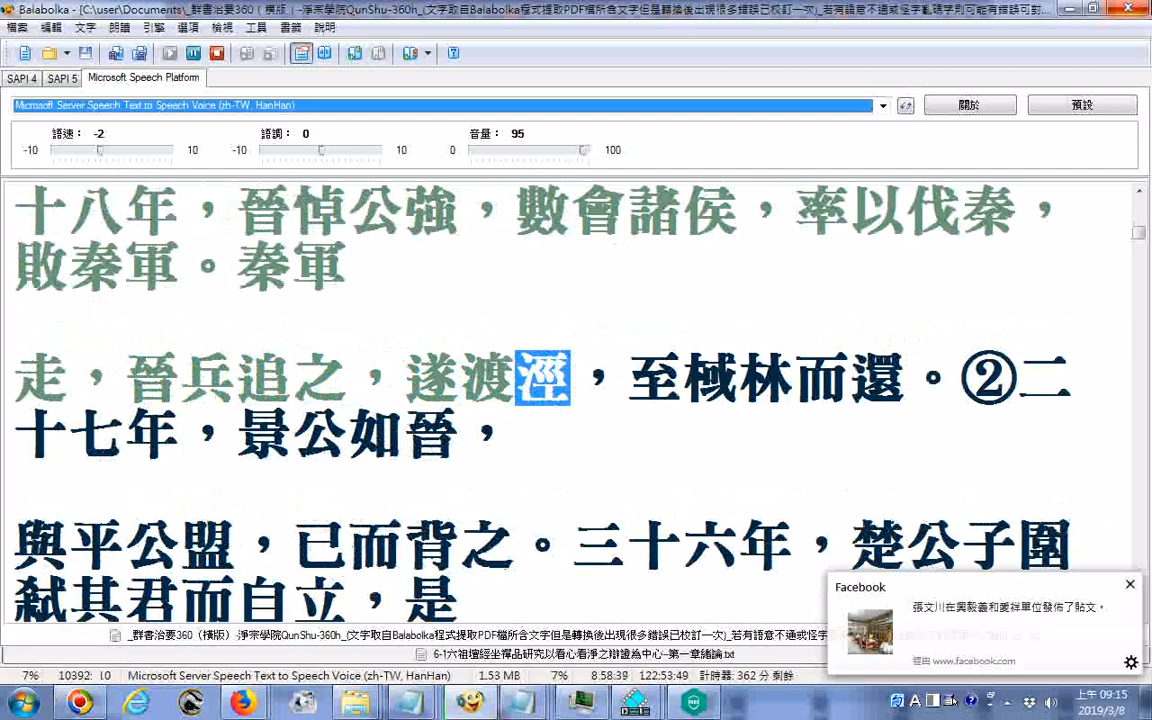 Balabolka - [C:\user\Documents\_群書治要360（橫版）-淨宗學院QunShu-360h_(文字取自Balabolka程式提取PDF檔所含文字但是轉換後出現很多錯誤已校訂一次)_若有語意不通或怪字亂碼字則可能有錯誤可對...
檔案 編輯 文字 朗讀 引擎 選項 檢視 工具 書籤 說明
SAPI 4 SAPI 5 Microsoft Speech Platform
Microsoft Server Speech Text to Speech Voice (zh-TW, HanHan)
關於 預設
語速： -2 語調： 0 音量： 95
-10 10 -10 10 0 100
十八年，晉悼公強，數會諸侯，率以伐秦，
敗秦軍。秦軍
走，晉兵追之，遂渡涇，至棫林而還。②二
十七年，景公如晉，
與平公盟，已而背之。三十六年，楚公子圍
弒其君而自立，是
Facebook
張文川在興毅義和愛祥單位發佈了貼文。
經由 www.facebook.com
_群書治要360（橫版）-淨宗學院QunShu-360h_(文字取自Balabolka程式提取PDF檔所含文字但是轉換後出現很多錯誤已校訂一次)_若有語意不通或怪字
6-1六祖壇經坐禪品研究以看心看淨之辯證為中心--第一章緒論.txt
7% 10392: 10 Microsoft Server Speech Text to Speech Voice (zh-TW, HanHan) 1.53 MB 7% 8:58:39 122:53:49 計時器: 362 分 剩餘
上午 09:15
2019/3/8